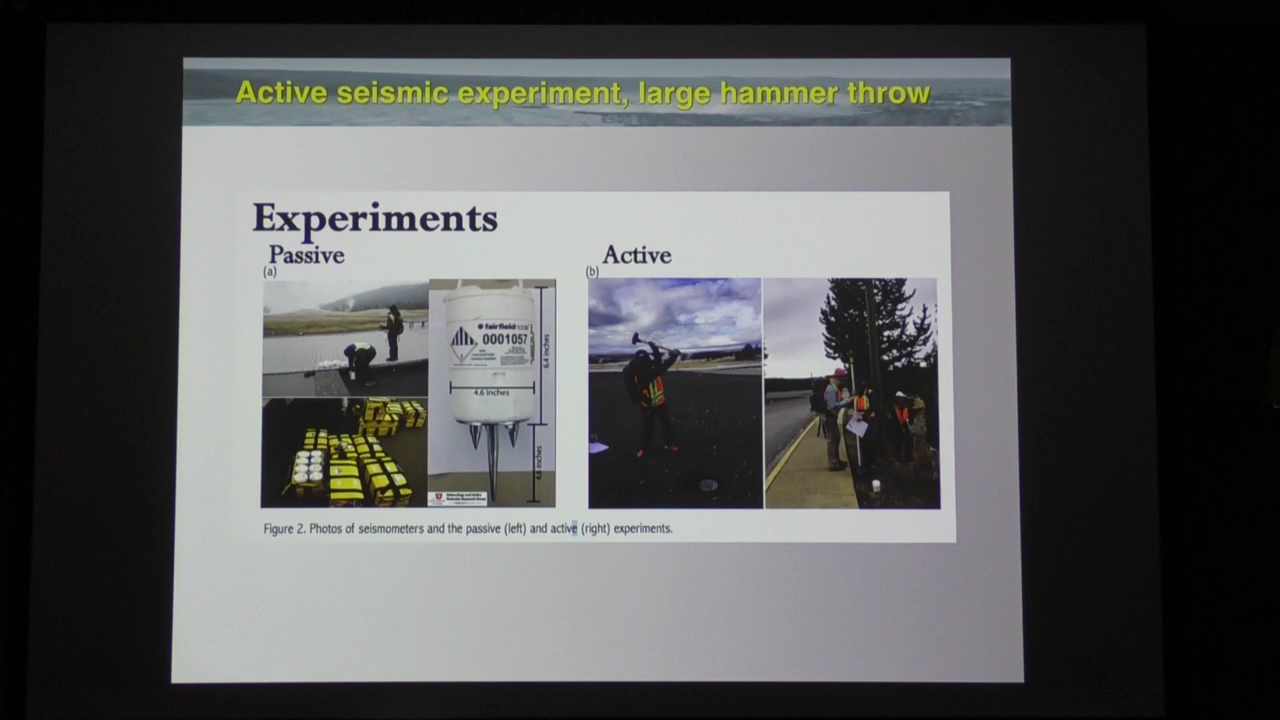 Active seismic experiment, large hammer throw
Experiments
Passive
Active
(a)
(b)
fairfield
0001057
4.6 inches
6.4 inches
4.6 inches
Figure 2. Photos of seismometers and the passive (left) and active (right) experiments.